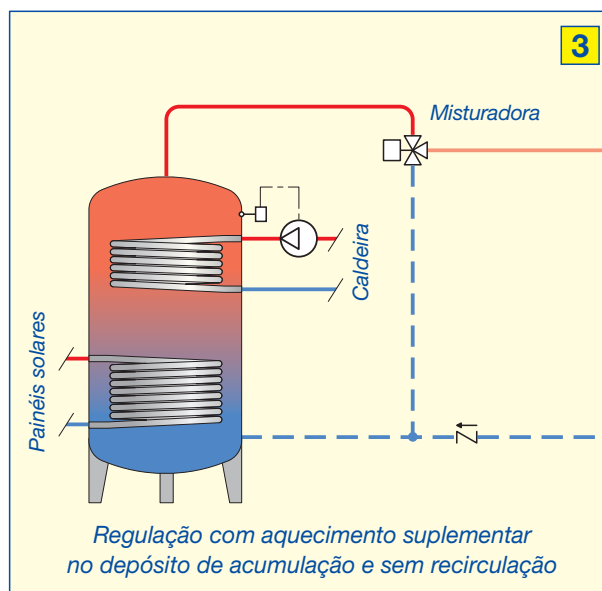 3
Misturadora
Caldeira
Painéis solares
Regulação com aquecimento suplementar
no depósito de acumulação e sem recirculação